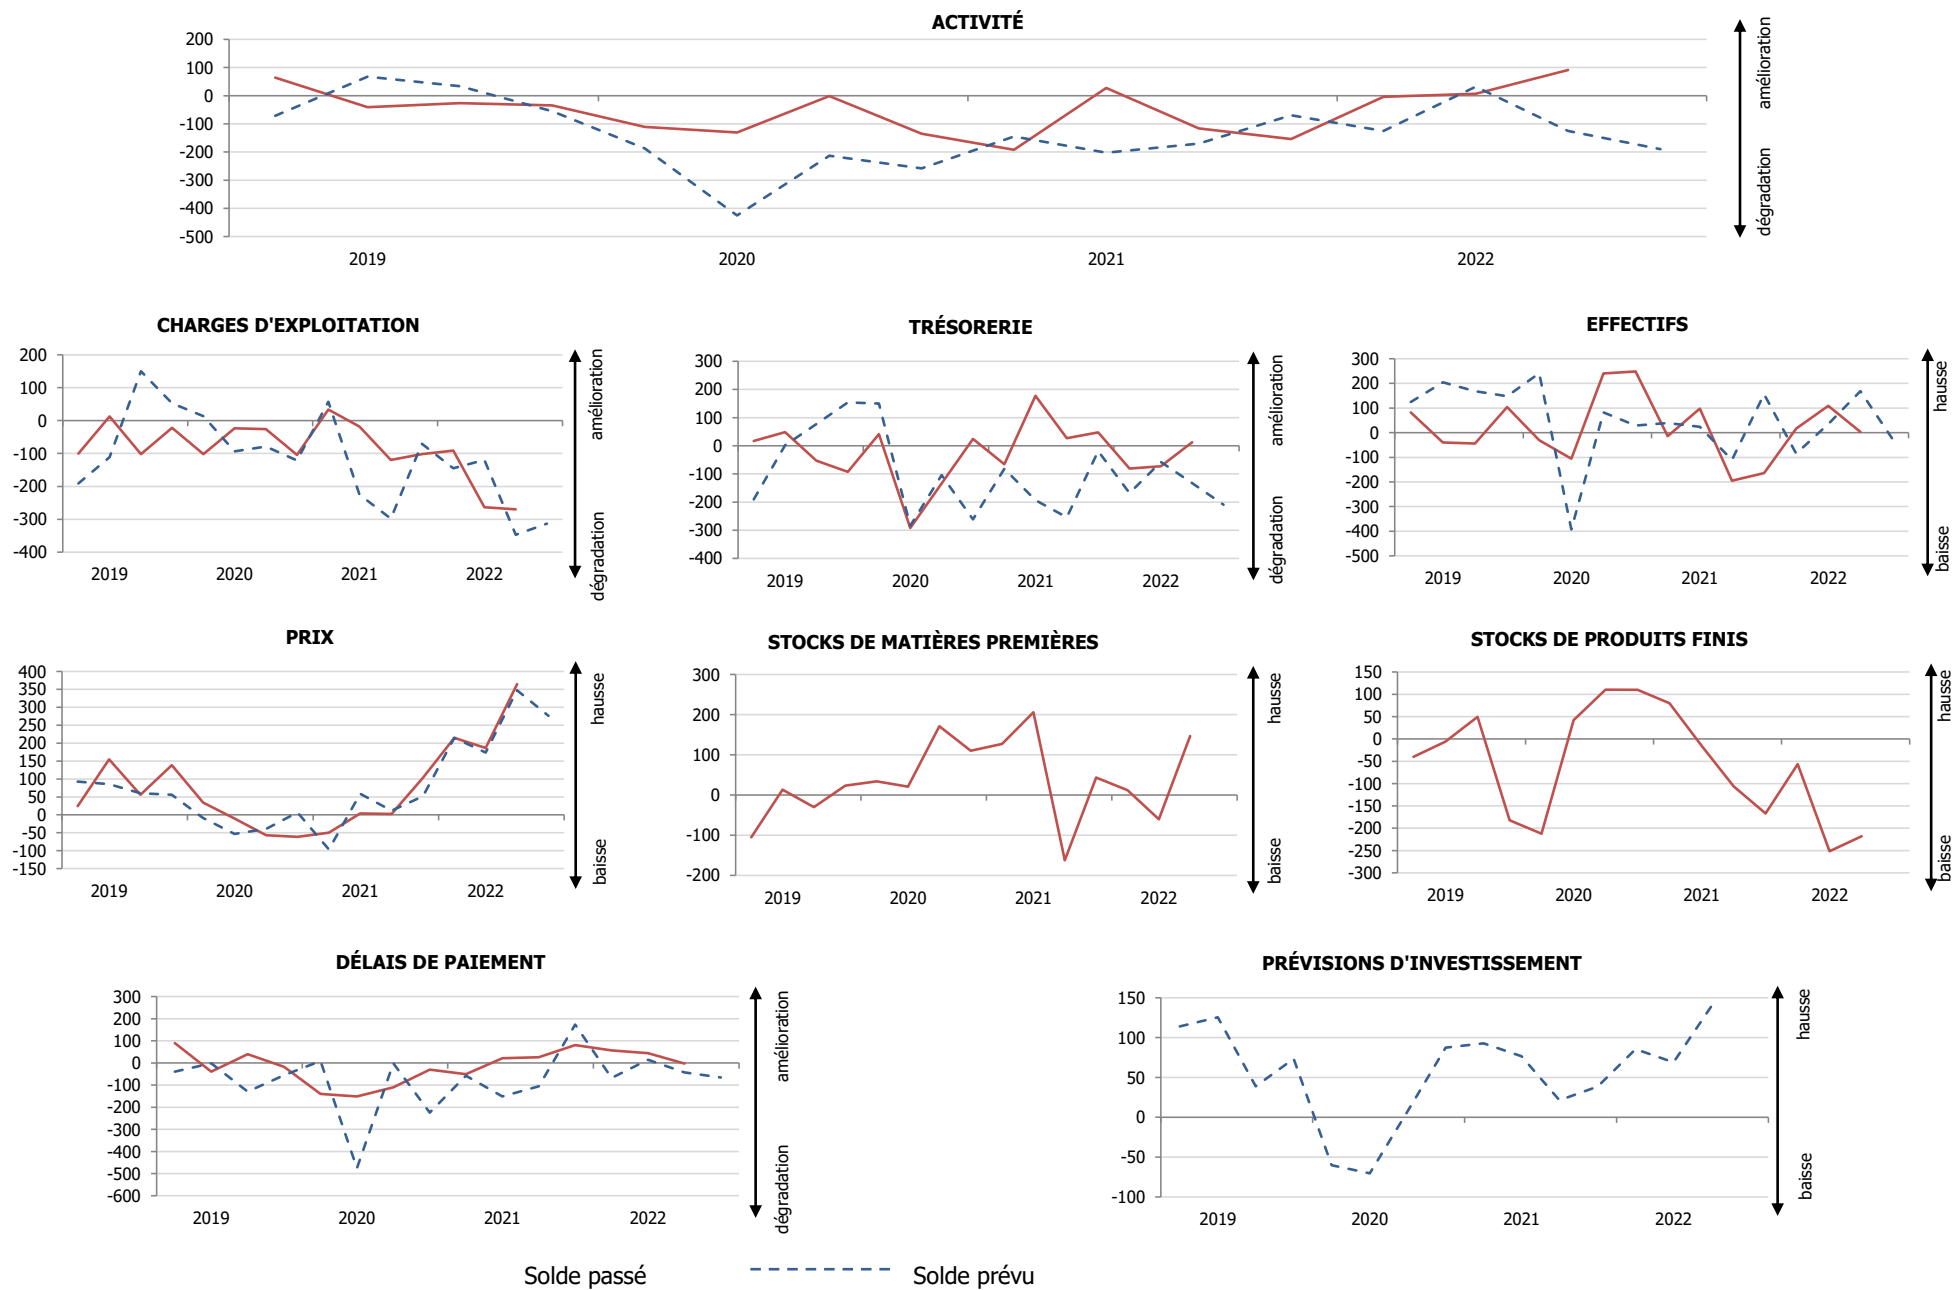 ACTIVITÉ
200
100
0
-100
-200
-300
-400
-500
2019 2020 2021 2022
amélioration
dégradation
CHARGES D'EXPLOITATION
200
100
0
-100
-200
-300
-400
2019 2020 2021 2022
amélioration
dégradation
TRÉSORERIE
300
200
100
0
-100
-200
-300
-400
2019 2020 2021 2022
amélioration
dégradation
EFFECTIFS
300
200
100
0
-100
-200
-300
-400
-500
2019 2020 2021 2022
hausse
baisse
PRIX
400
350
300
250
200
150
100
50
0
-50
-100
-150
2019 2020 2021 2022
hausse
baisse
STOCKS DE MATIÈRES PREMIÈRES
300
200
100
0
-100
-200
2019 2020 2021 2022
hausse
baisse
STOCKS DE PRODUITS FINIS
150
100
50
0
-50
-100
-150
-200
-250
-300
2019 2020 2021 2022
hausse
baisse
DÉLAIS DE PAIEMENT
300
200
100
0
-100
-200
-300
-400
-500
-600
2019 2020 2021 2022
amélioration
dégradation
PRÉVISIONS D'INVESTISSEMENT
150
100
50
0
-50
-100
2019 2020 2021 2022
hausse
baisse
Solde passé Solde prévu